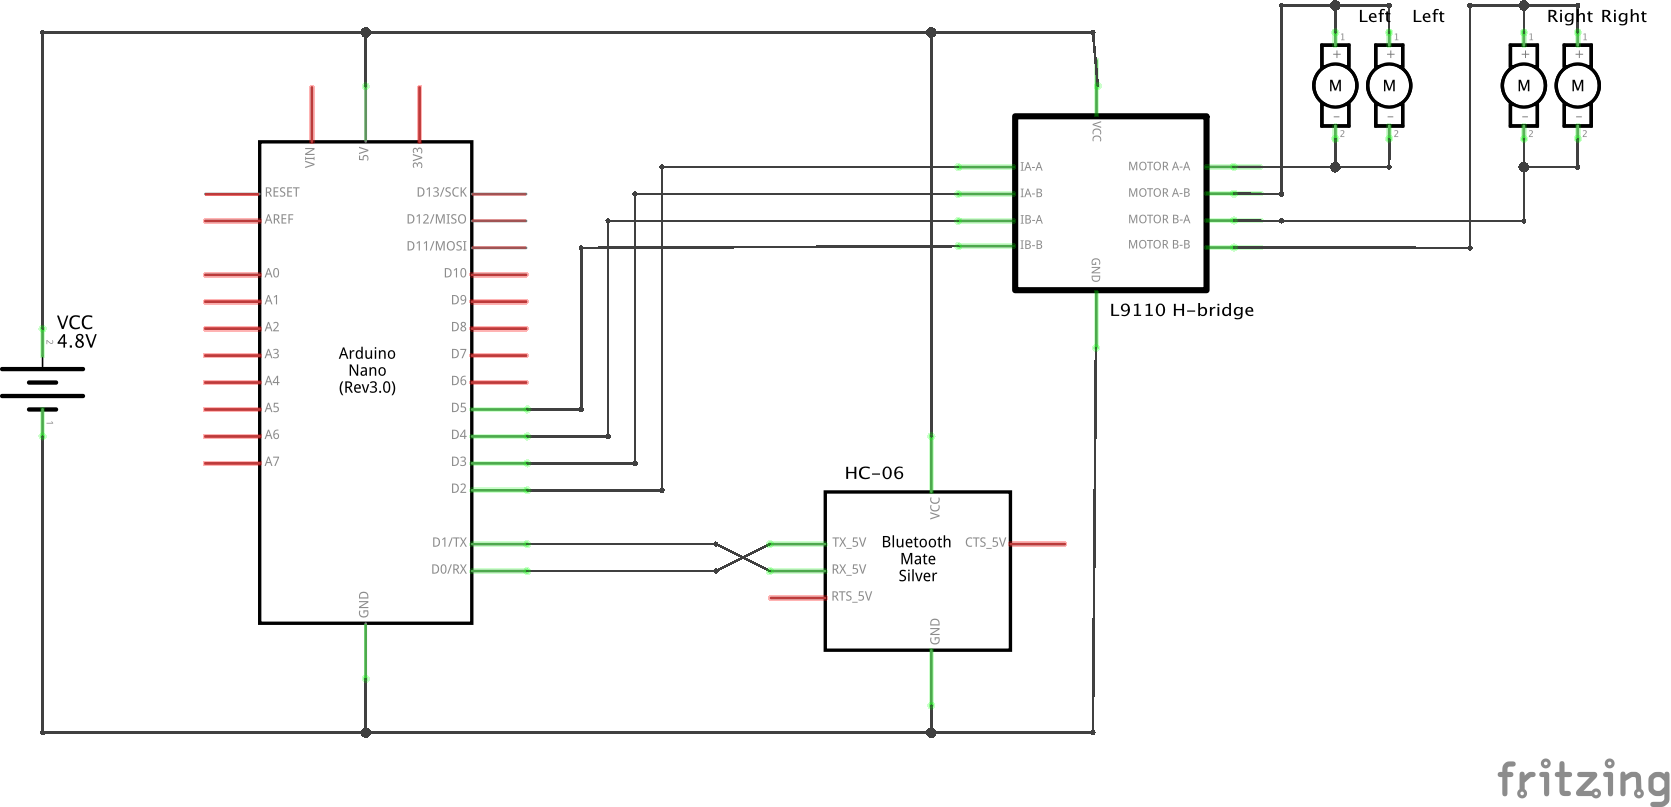 Left Left Right Right
1 1 1 1
+ + + +
M M M M
- - - -
2 2 2 2
VCC
4.8V
2
1
VIN 5V 3V3
RESET
AREF
A0
A1
A2
A3
A4
A5
A6
A7
Arduino
Nano
(Rev3.0)
D13/SCK
D12/MISO
D11/MOSI
D10
D9
D8
D7
D6
D5
D4
D3
D2
D1/TX
D0/RX
GND
VCC
IA-A MOTOR A-A
IA-B MOTOR A-B
IB-A MOTOR B-A
IB-B MOTOR B-B
GND
L9110 H-bridge
HC-06
VCC
TX_5V
RX_5V
RTS_5V
Bluetooth
Mate
Silver
CTS_5V
GND
fritzing